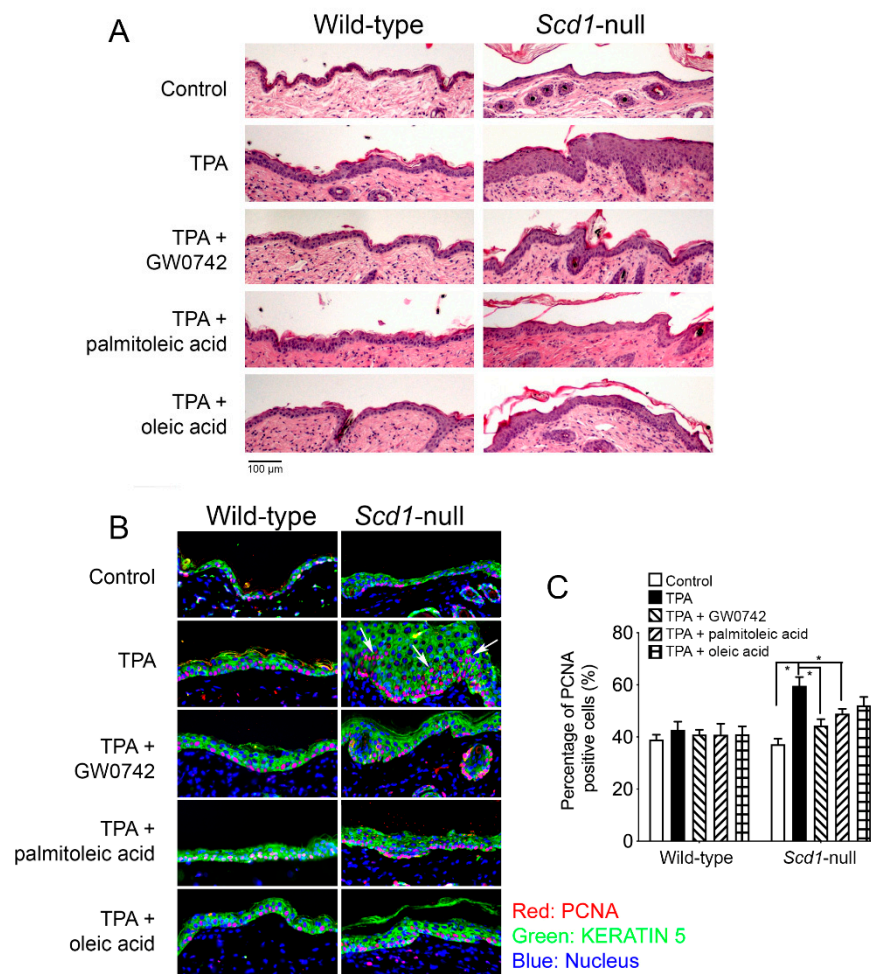 A
Wild-type
Scd1-null
Control
TPA
TPA +
GW0742
TPA +
palmitoleic acid
TPA +
oleic acid
100 µm
B
Wild-type
Scd1-null
Control
TPA
TPA +
GW0742
TPA +
palmitoleic acid
TPA +
oleic acid
Red: PCNA
Green: KERATIN 5
Blue: Nucleus
C
Control
TPA
TPA + GW0742
TPA + palmitoleic acid
TPA + oleic acid
Percentage of PCNA
positive cells (%)
80
60
40
20
0
* * *
Wild-type
Scd1-null